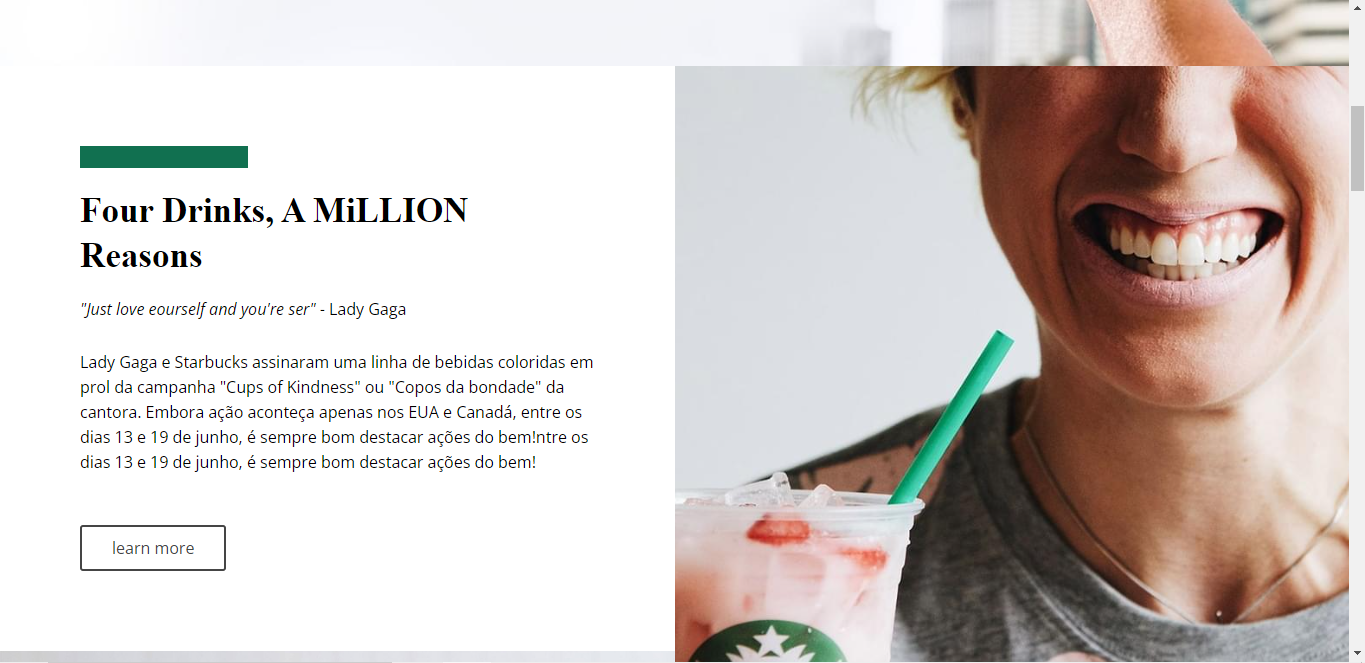 Four Drinks, A MiLLION
Reasons
"Just love eourself and you're ser" - Lady Gaga
Lady Gaga e Starbucks assinaram uma linha de bebidas coloridas em
prol da campanha "Cups of Kindness" ou "Copos da bondade" da
cantora. Embora ação aconteça apenas nos EUA e Canadá, entre os
dias 13 e 19 de junho, é sempre bom destacar ações do bem!ntre os
dias 13 e 19 de junho, é sempre bom destacar ações do bem!
learn more